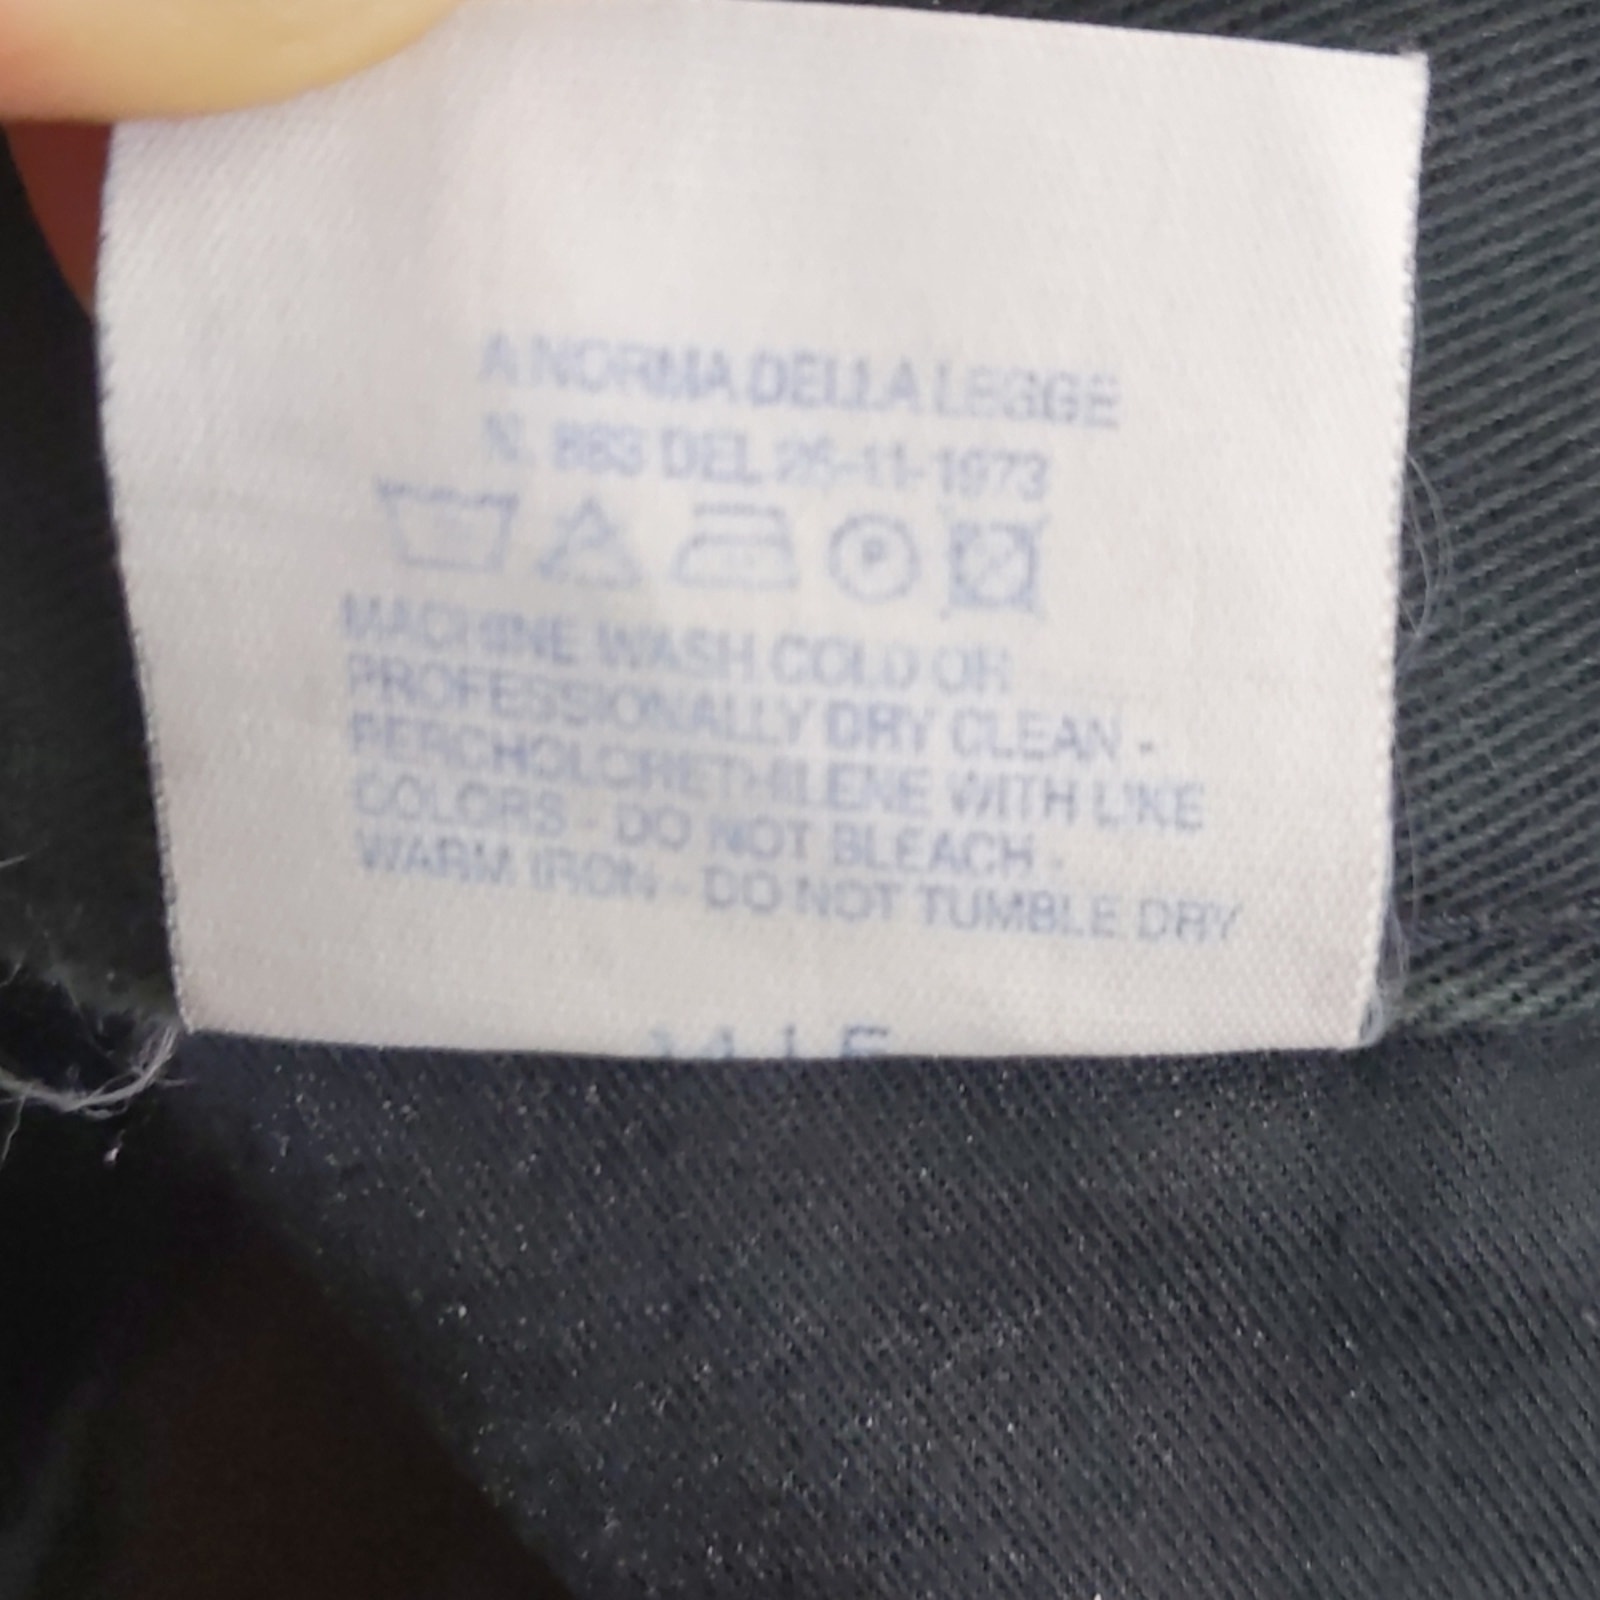 A NORMA DELLA LEGGE
N. 883 DEL 26-11-1973
P
MACHINE WASH COLD OR
PROFESSIONALLY DRY CLEAN -
PERCHOLORETHILENE WITH LIKE
COLORS - DO NOT BLEACH -
WARM IRON - DO NOT TUMBLE DRY